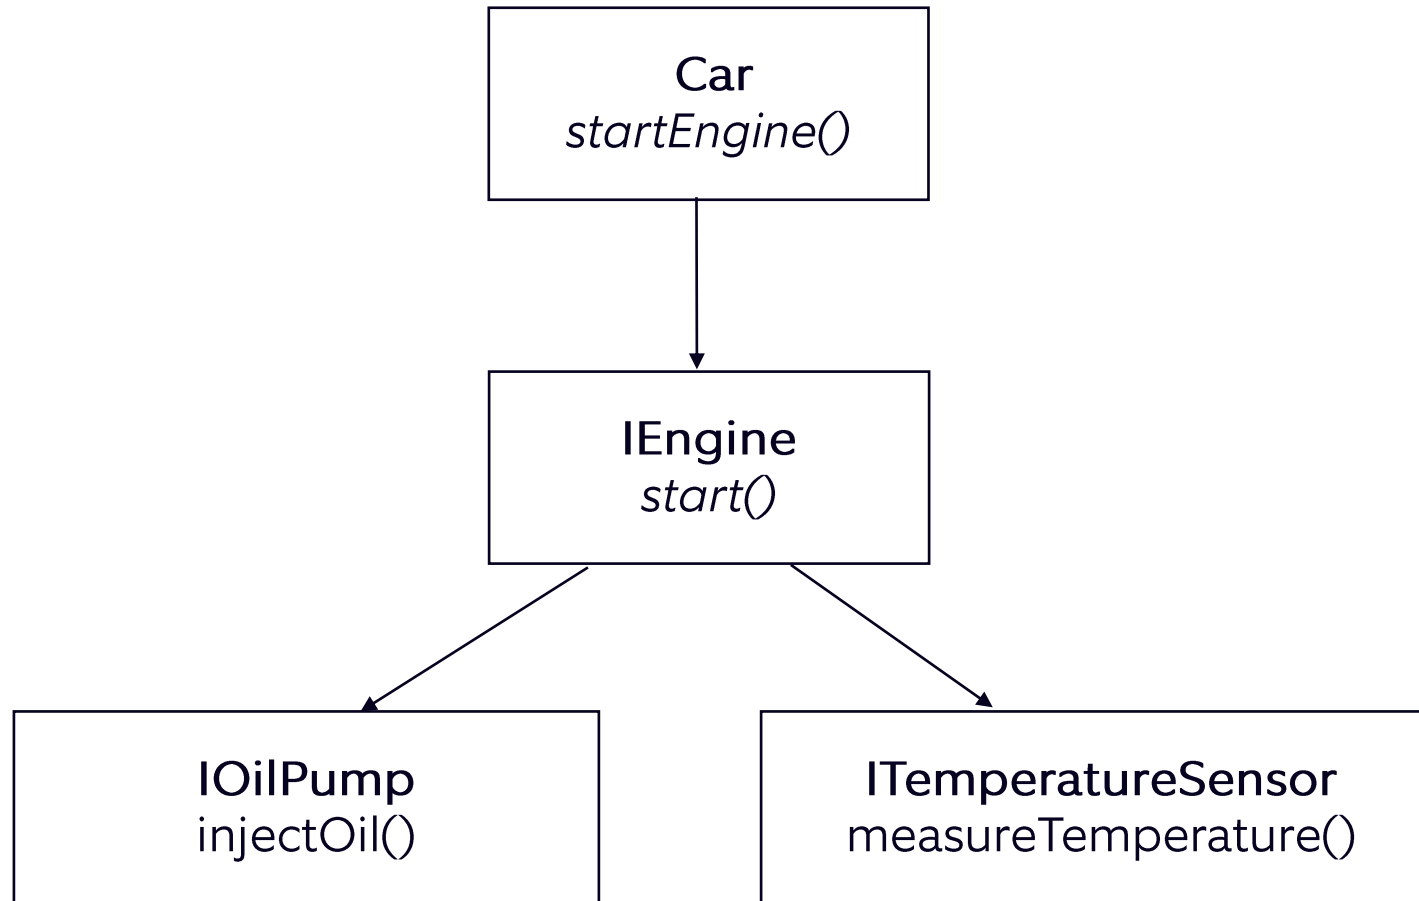 Car
startEngine()
IEngine
start()
IOilPump
injectOil()
ITemperatureSensor
measureTemperature()